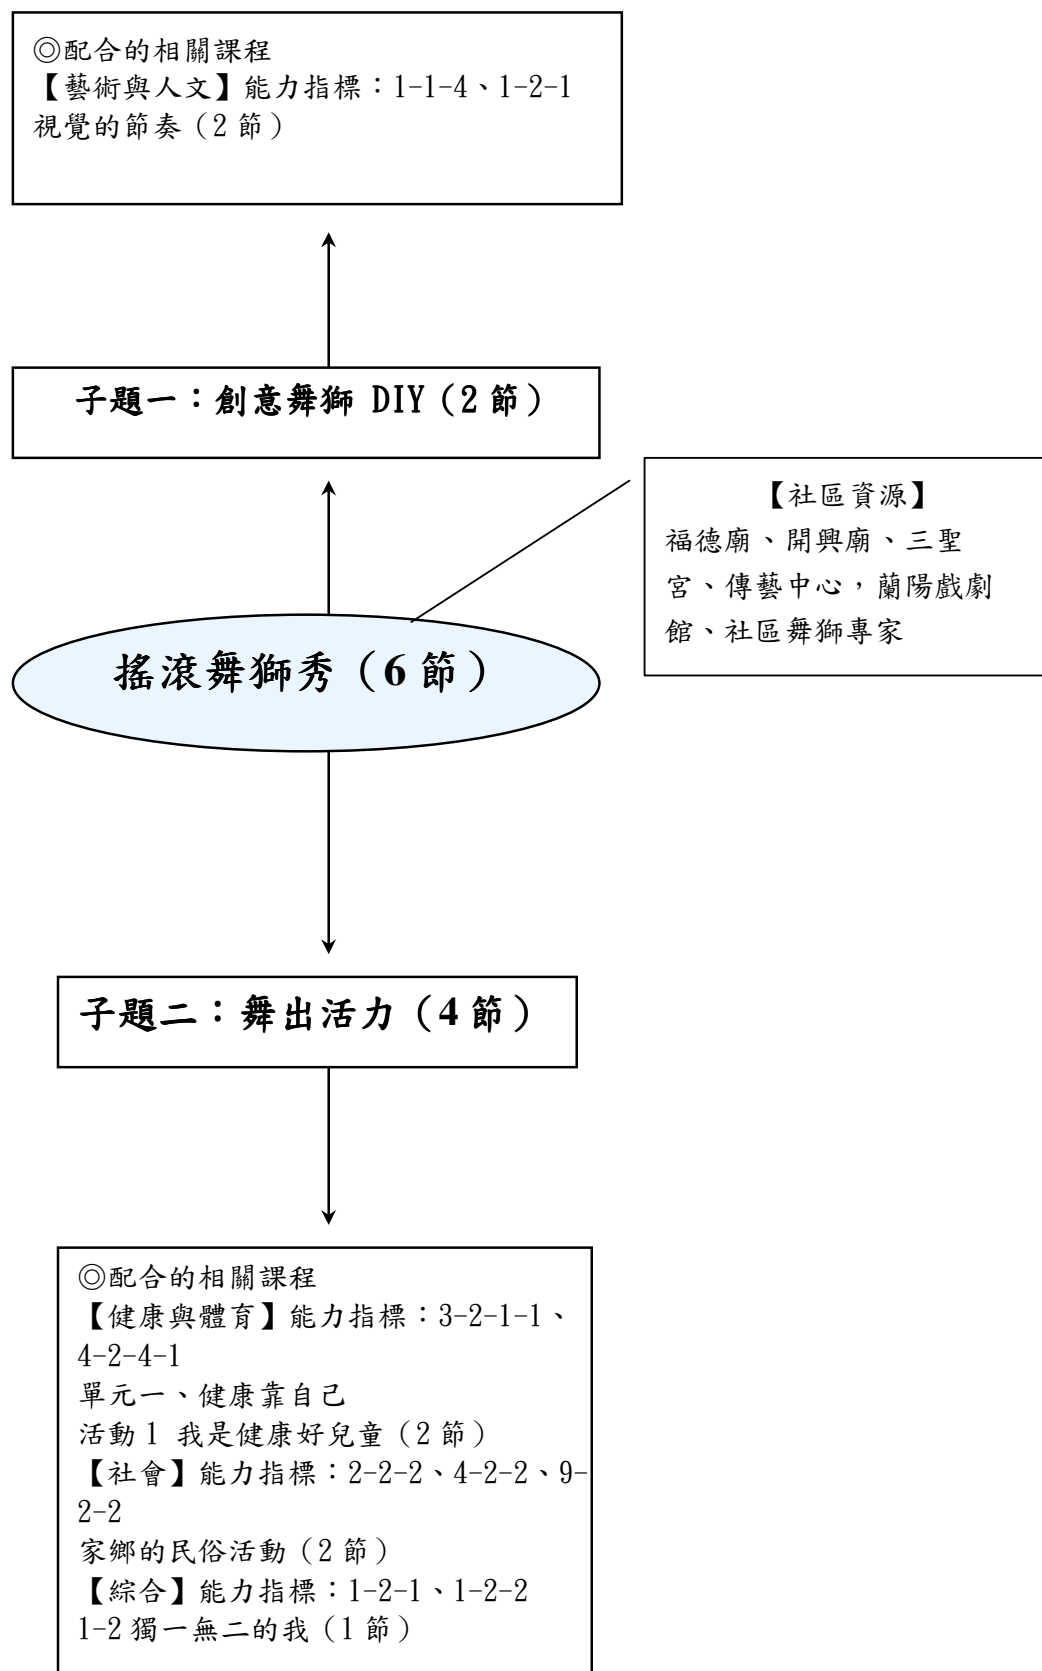 ◎配合的相關課程
【藝術與人文】能力指標：1-1-4、1-2-1
視覺的節奏（2 節）
子題一：創意舞獅 DIY（2 節）
【社區資源】
福德廟、開興廟、三聖
宮、傳藝中心，蘭陽戲劇
館、社區舞獅專家
搖滾舞獅秀（6 節）
子題二：舞出活力（4 節）
◎配合的相關課程
【健康與體育】能力指標：3-2-1-1、
4-2-4-1
單元一、健康靠自己
活動 1 我是健康好兒童（2 節）
【社會】能力指標：2-2-2、4-2-2、9-
2-2
家鄉的民俗活動（2 節）
【綜合】能力指標：1-2-1、1-2-2
1-2 獨一無二的我（1 節）